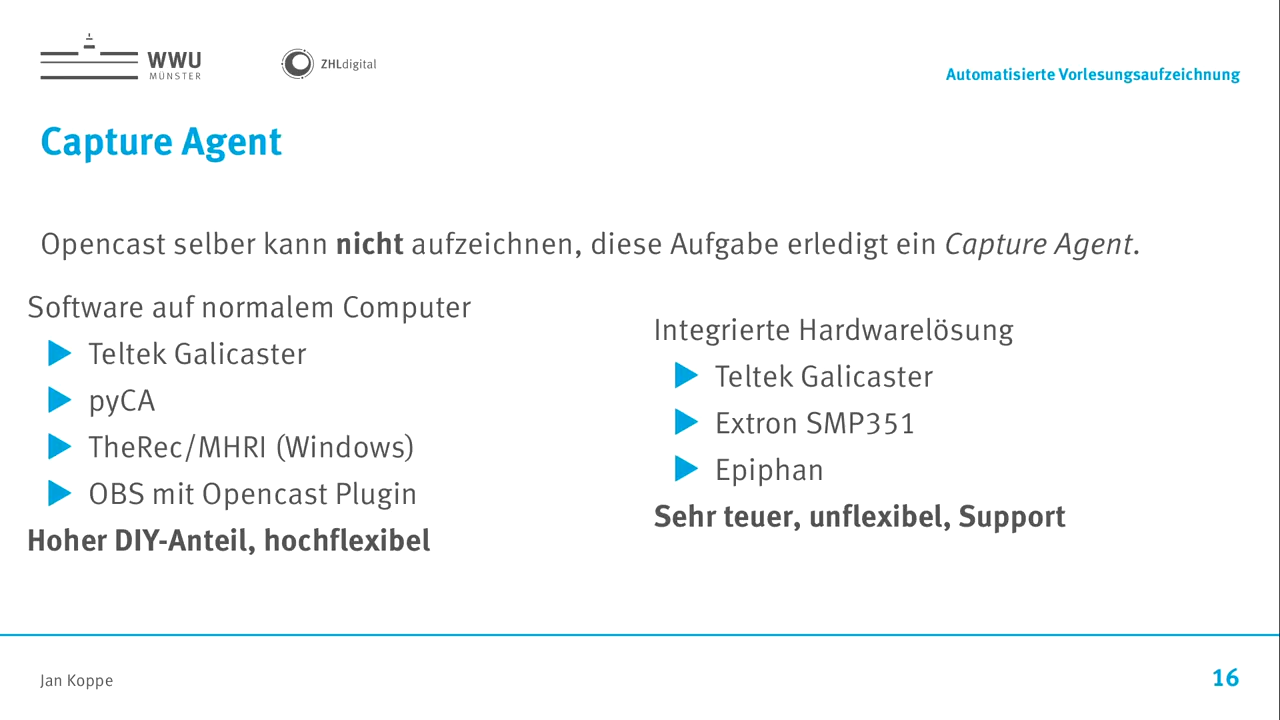 WWU
MÜNSTER
ZHLdigital
Automatisierte Vorlesungsaufzeichnung
Capture Agent
Opencast selber kann nicht aufzeichnen, diese Aufgabe erledigt ein Capture Agent.
Software auf normalem Computer
Teltek Galicaster
pyCA
TheRec/MHRI (Windows)
OBS mit Opencast Plugin
Hoher DIY-Anteil, hochflexibel
Integrierte Hardwarelösung
Teltek Galicaster
Extron SMP351
Epiphan
Sehr teuer, unflexibel, Support
Jan Koppe
16